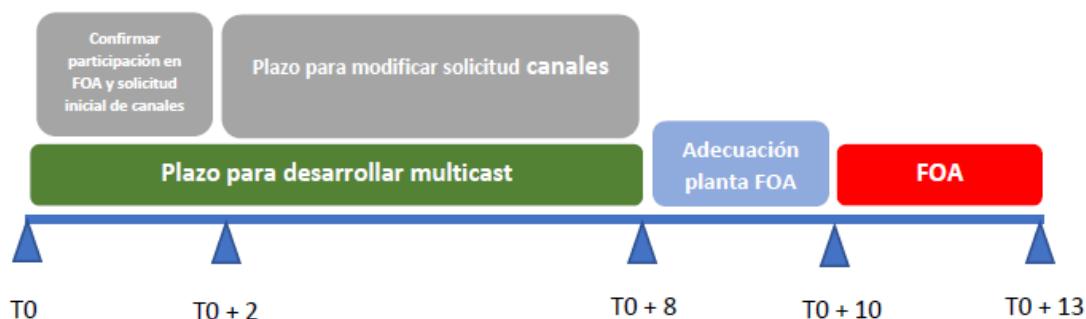 Confirmar
participación en
FOA y solicitud
inicial de canales
Plazo para modificar solicitud canales
Plazo para desarrollar multicast
Adecuación
planta FOA
FOA
T0
T0 + 2
T0 + 8
T0 + 10
T0 + 13